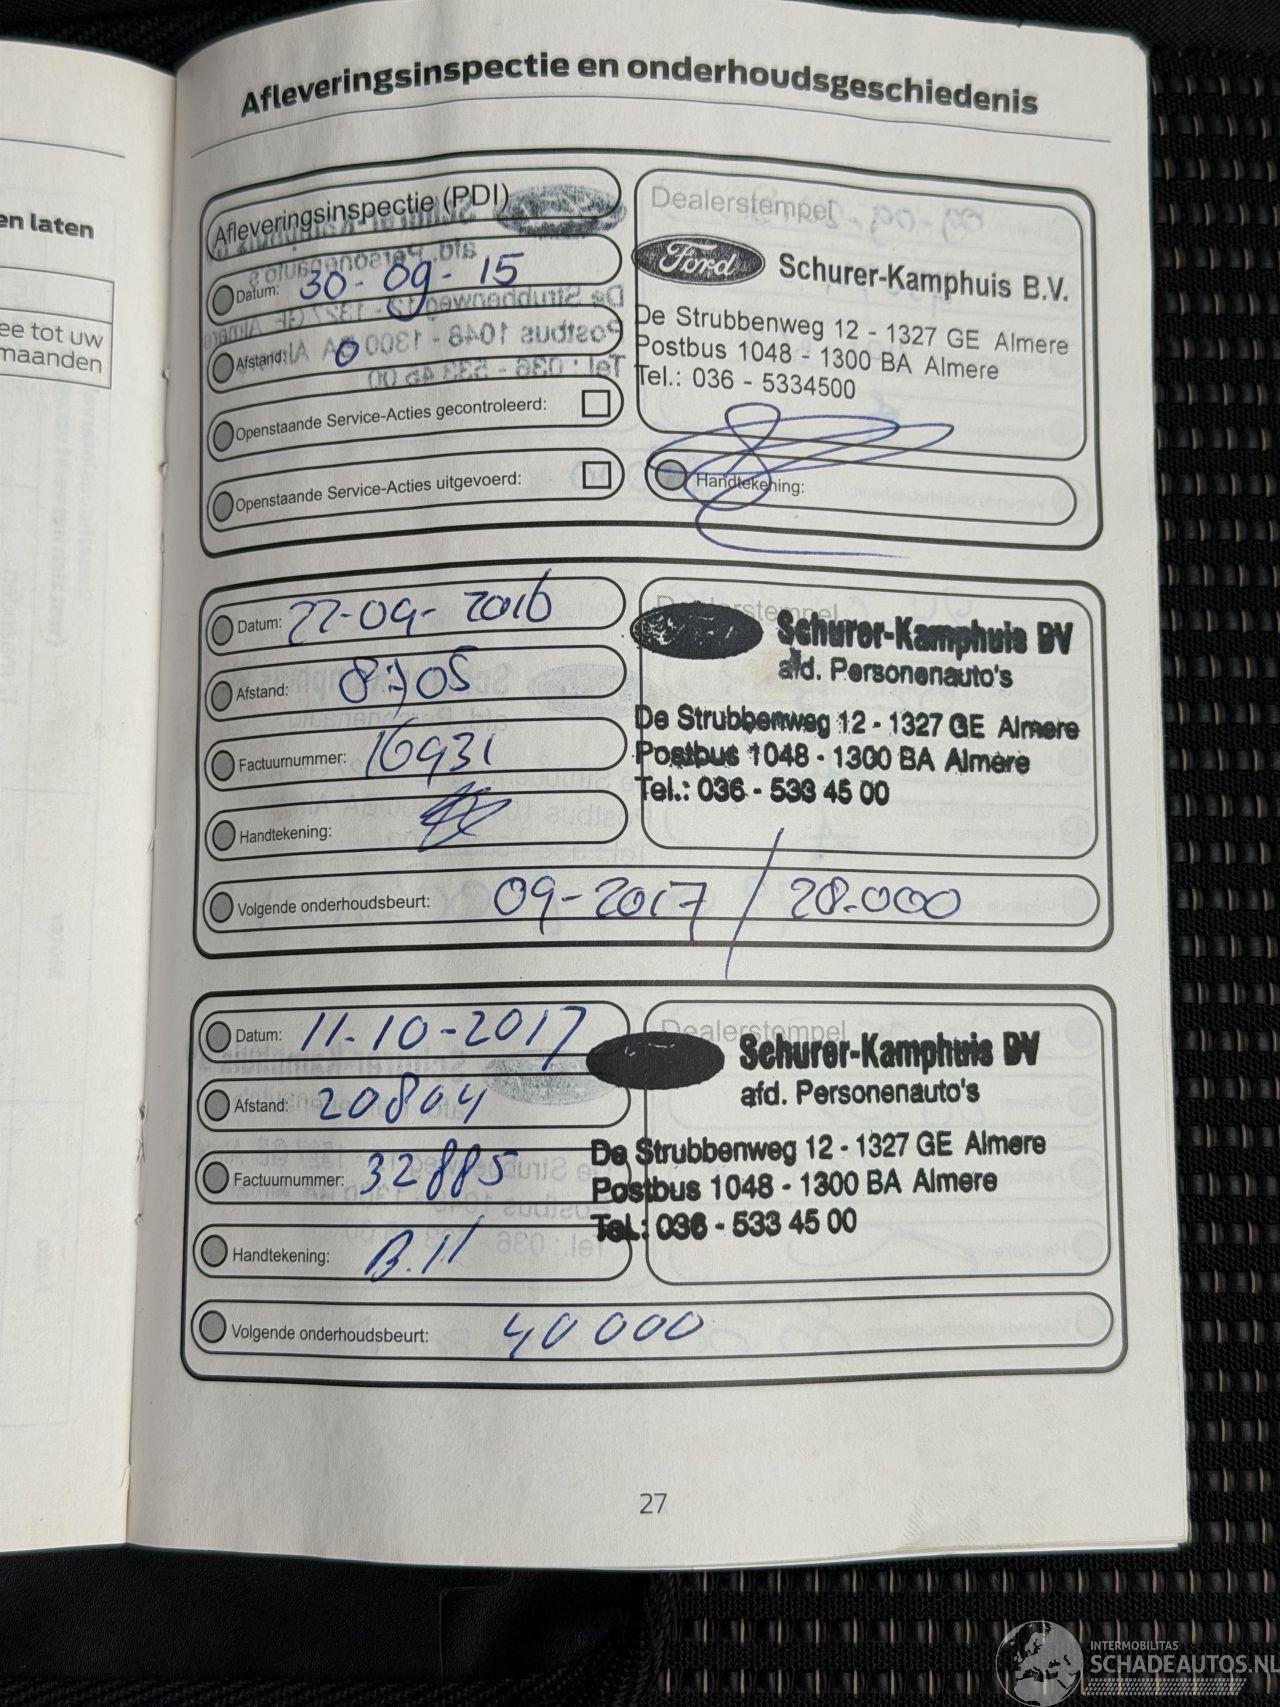 Afleveringsinspectie en onderhoudsgeschiedenis
en laten
ee tot uw
maanden
Afleveringsinspectie (PDI)
Datum: 30-09-15
Afstand: 0
Openstaande Service-Acties gecontroleerd:
Openstaande Service-Acties uitgevoerd:
Dealerstempel
Ford Schurer-Kamphuis B.V.
De Strubbenweg 12 - 1327 GE Almere
Postbus 1048 - 1300 BA Almere
Tel.: 036 - 5334500
Handtekening:
Datum: 22-09-2016
Afstand: 8705
Factuurnummer: 16931
Handtekening:
Dealerstempel
Schurer-Kamphuis BV
afd. Personenauto's
De Strubbenweg 12 - 1327 GE Almere
Postbus 1048 - 1300 BA Almere
Tel.: 036 - 533 45 00
Volgende onderhoudsbeurt: 09-2017 / 28.000
Datum: 11-10-2017
Afstand: 20804
Factuurnummer: 32885
Handtekening:
Dealerstempel
Schurer-Kamphuis BV
afd. Personenauto's
De Strubbenweg 12 - 1327 GE Almere
Postbus 1048 - 1300 BA Almere
Tel.: 036 - 533 45 00
Volgende onderhoudsbeurt: 40 000
27
INTERMOBILITAS
SCHADEAUTOS.NL